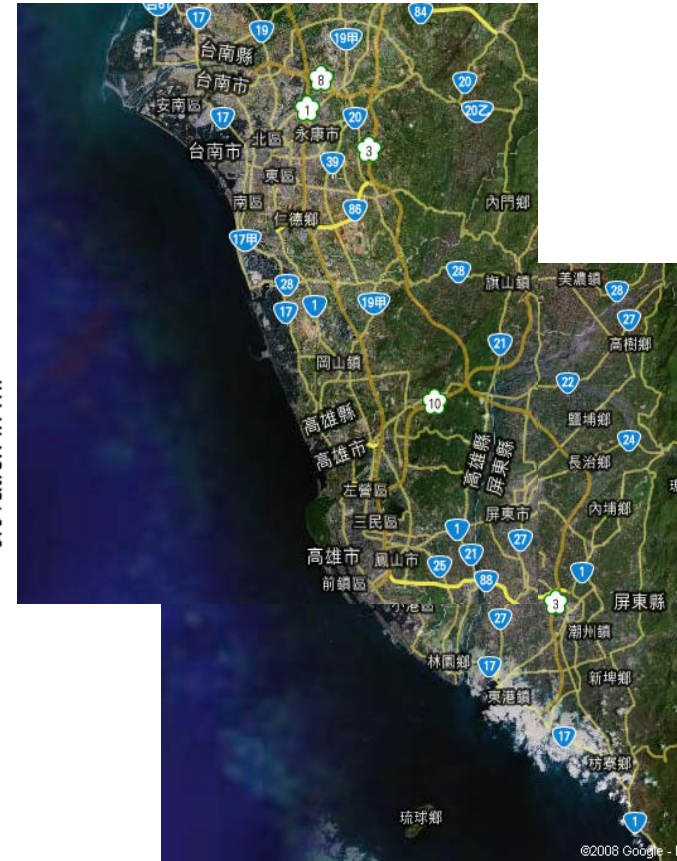 84
17
19
19甲
台南縣
8
20
台南市
20乙
安南區
1
17
20
北區
永康市
台南市
3
39
東區
南區
86
內門鄉
仁德鄉
17甲
28
旗山鎮
美濃鎮
28
28
17
1
19甲
27
高樹鄉
21
岡山鎮
22
10
高雄縣
鹽埔鄉
24
高雄市
高雄縣
屏東縣
長治鄉
左營區
內埔鄉
三民區
屏東市
1
27
高雄市
鳳山市
21
25
1
前鎮區
88
3
屏東縣
小港區
27
潮州鎮
林園鄉
17
新埤鄉
東港鎮
17
枋寮鄉
琉球鄉
1
©2008 Google -